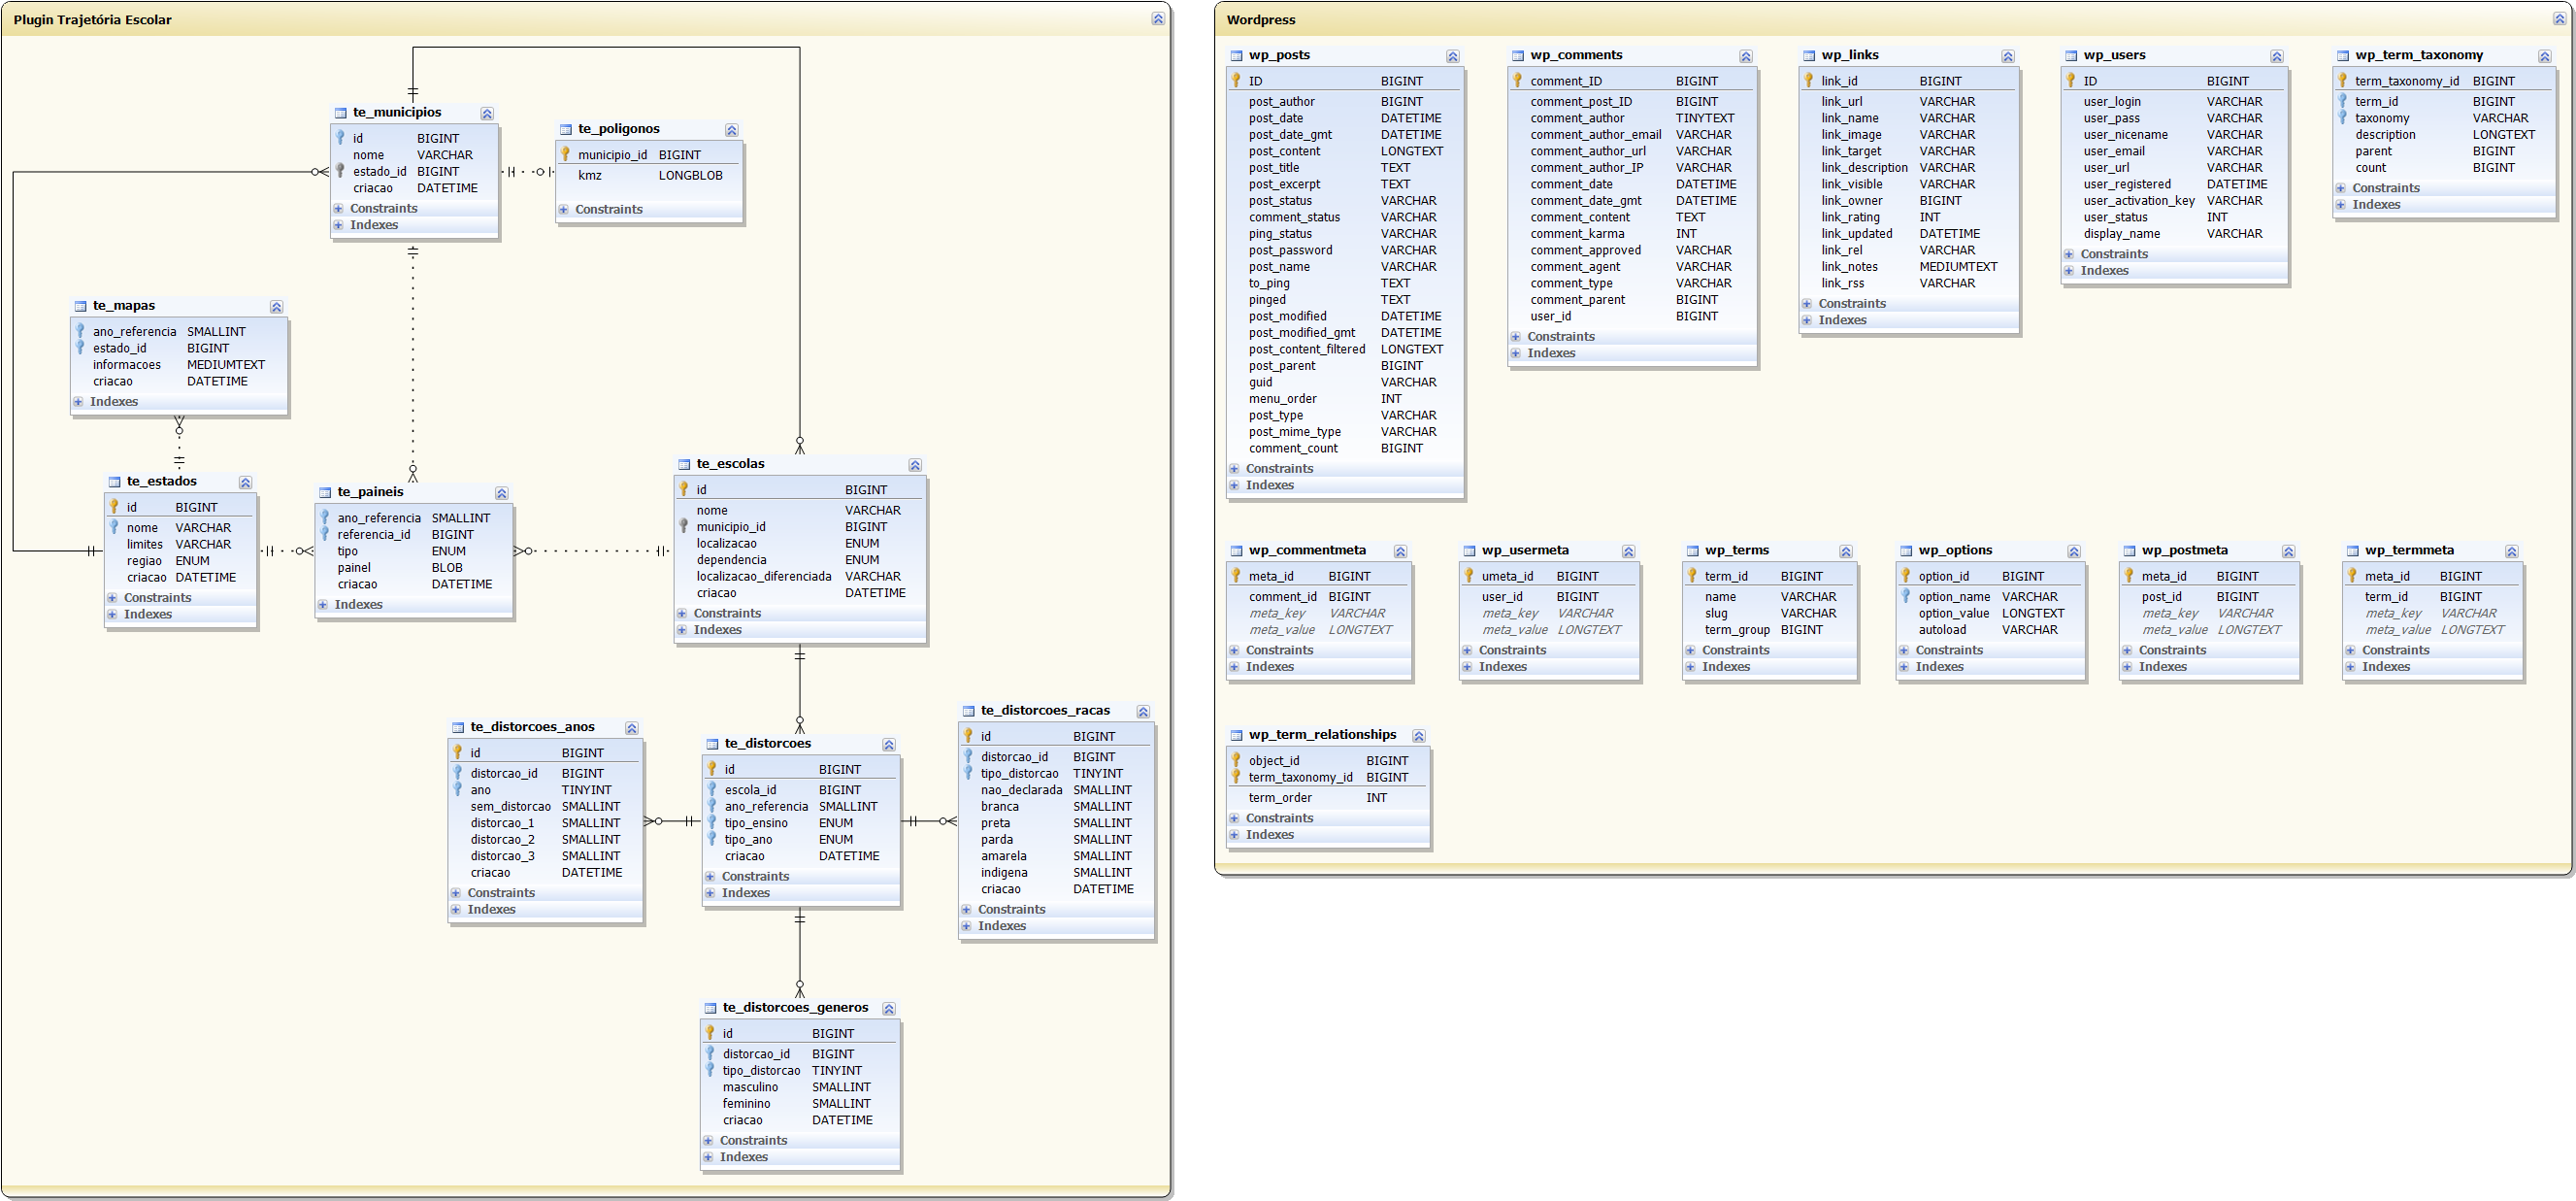 Plugin Trajetória Escolar
te_municipios
id BIGINT
nome VARCHAR
estado_id BIGINT
criacao DATETIME
Constraints
Indexes
te_poligonos
municipio_id BIGINT
kmz LONGBLOB
Constraints
te_mapas
ano_referencia SMALLINT
estado_id BIGINT
informacoes MEDIUMTEXT
criacao DATETIME
Indexes
te_estados
id BIGINT
nome VARCHAR
limites VARCHAR
regiao ENUM
criacao DATETIME
Constraints
Indexes
te_paineis
ano_referencia SMALLINT
referencia_id BIGINT
tipo ENUM
painel BLOB
criacao DATETIME
Indexes
te_escolas
id BIGINT
nome VARCHAR
municipio_id BIGINT
localizacao ENUM
dependencia ENUM
localizacao_diferenciada VARCHAR
criacao DATETIME
Constraints
Indexes
te_distorcoes_anos
id BIGINT
distorcao_id BIGINT
ano TINYINT
sem_distorcao SMALLINT
distorcao_1 SMALLINT
distorcao_2 SMALLINT
distorcao_3 SMALLINT
criacao DATETIME
Constraints
Indexes
te_distorcoes
id BIGINT
escola_id BIGINT
ano_referencia SMALLINT
tipo_ensino ENUM
tipo_ano ENUM
criacao DATETIME
Constraints
Indexes
te_distorcoes_racas
id BIGINT
distorcao_id BIGINT
tipo_distorcao TINYINT
nao_declarada SMALLINT
branca SMALLINT
preta SMALLINT
parda SMALLINT
amarela SMALLINT
indigena SMALLINT
criacao DATETIME
Constraints
Indexes
te_distorcoes_generos
id BIGINT
distorcao_id BIGINT
tipo_distorcao TINYINT
masculino SMALLINT
feminino SMALLINT
criacao DATETIME
Constraints
Indexes
Wordpress
wp_posts
ID BIGINT
post_author BIGINT
post_date DATETIME
post_date_gmt DATETIME
post_content LONGTEXT
post_title TEXT
post_excerpt TEXT
post_status VARCHAR
comment_status VARCHAR
ping_status VARCHAR
post_password VARCHAR
post_name VARCHAR
to_ping TEXT
pinged TEXT
post_modified DATETIME
post_modified_gmt DATETIME
post_content_filtered LONGTEXT
post_parent BIGINT
guid VARCHAR
menu_order INT
post_type VARCHAR
post_mime_type VARCHAR
comment_count BIGINT
Constraints
Indexes
wp_comments
comment_ID BIGINT
comment_post_ID BIGINT
comment_author TINYTEXT
comment_author_email VARCHAR
comment_author_url VARCHAR
comment_author_IP VARCHAR
comment_date DATETIME
comment_date_gmt DATETIME
comment_content TEXT
comment_karma INT
comment_approved VARCHAR
comment_agent VARCHAR
comment_type VARCHAR
comment_parent BIGINT
user_id BIGINT
Constraints
Indexes
wp_links
link_id BIGINT
link_url VARCHAR
link_name VARCHAR
link_image VARCHAR
link_target VARCHAR
link_description VARCHAR
link_visible VARCHAR
link_owner BIGINT
link_rating INT
link_updated DATETIME
link_rel VARCHAR
link_notes MEDIUMTEXT
link_rss VARCHAR
Constraints
Indexes
wp_users
ID BIGINT
user_login VARCHAR
user_pass VARCHAR
user_nicename VARCHAR
user_email VARCHAR
user_url VARCHAR
user_registered DATETIME
user_activation_key VARCHAR
user_status INT
display_name VARCHAR
Constraints
Indexes
wp_term_taxonomy
term_taxonomy_id BIGINT
term_id BIGINT
taxonomy VARCHAR
description LONGTEXT
parent BIGINT
count BIGINT
Constraints
Indexes
wp_commentmeta
meta_id BIGINT
comment_id BIGINT
meta_key VARCHAR
meta_value LONGTEXT
Constraints
Indexes
wp_usermeta
umeta_id BIGINT
user_id BIGINT
meta_key VARCHAR
meta_value LONGTEXT
Constraints
Indexes
wp_terms
term_id BIGINT
name VARCHAR
slug VARCHAR
term_group BIGINT
Constraints
Indexes
wp_options
option_id BIGINT
option_name VARCHAR
option_value LONGTEXT
autoload VARCHAR
Constraints
Indexes
wp_postmeta
meta_id BIGINT
post_id BIGINT
meta_key VARCHAR
meta_value LONGTEXT
Constraints
Indexes
wp_termmeta
meta_id BIGINT
term_id BIGINT
meta_key VARCHAR
meta_value LONGTEXT
Constraints
Indexes
wp_term_relationships
object_id BIGINT
term_taxonomy_id BIGINT
term_order INT
Constraints
Indexes